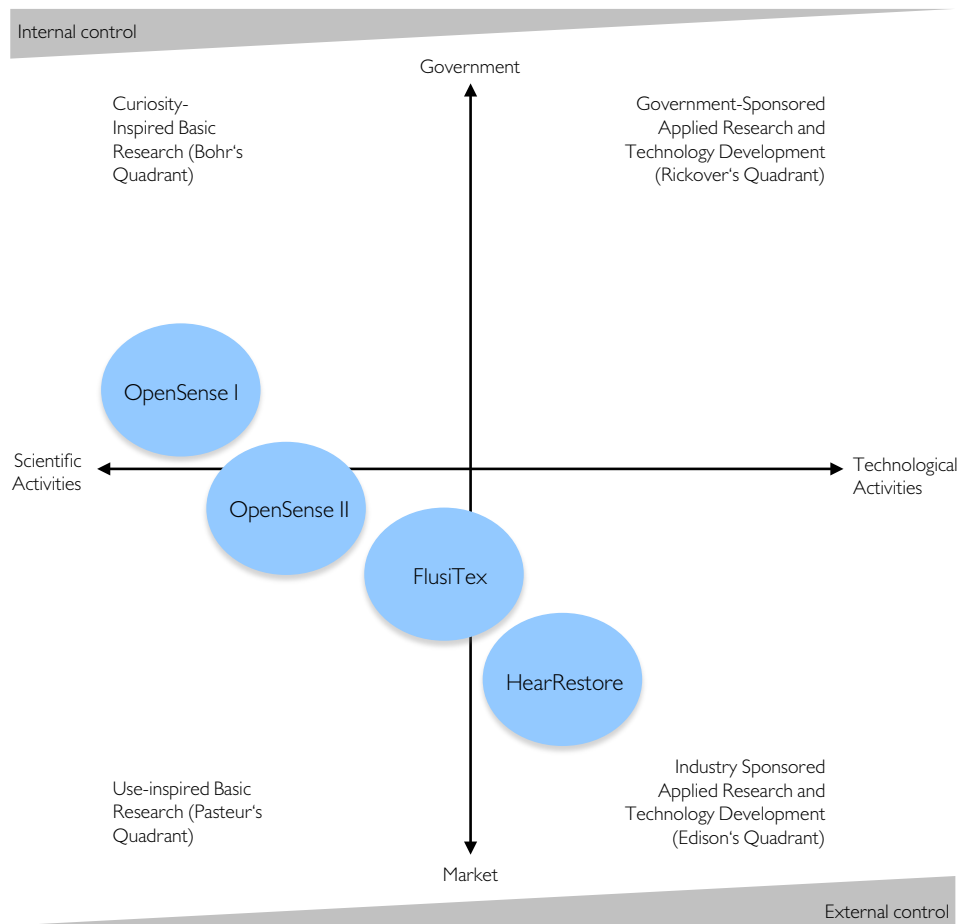 Internal control
Government
Curiosity-
Inspired Basic
Research (Bohr‘s
Quadrant)
Government-Sponsored
Applied Research and
Technology Development
(Rickover‘s Quadrant)
OpenSense I
Scientific
Activities
Technological
Activities
OpenSense II
FlusiTex
HearRestore
Use-inspired Basic
Research (Pasteur‘s
Quadrant)
Industry Sponsored
Applied Research and
Technology Development
(Edison‘s Quadrant)
Market
External control